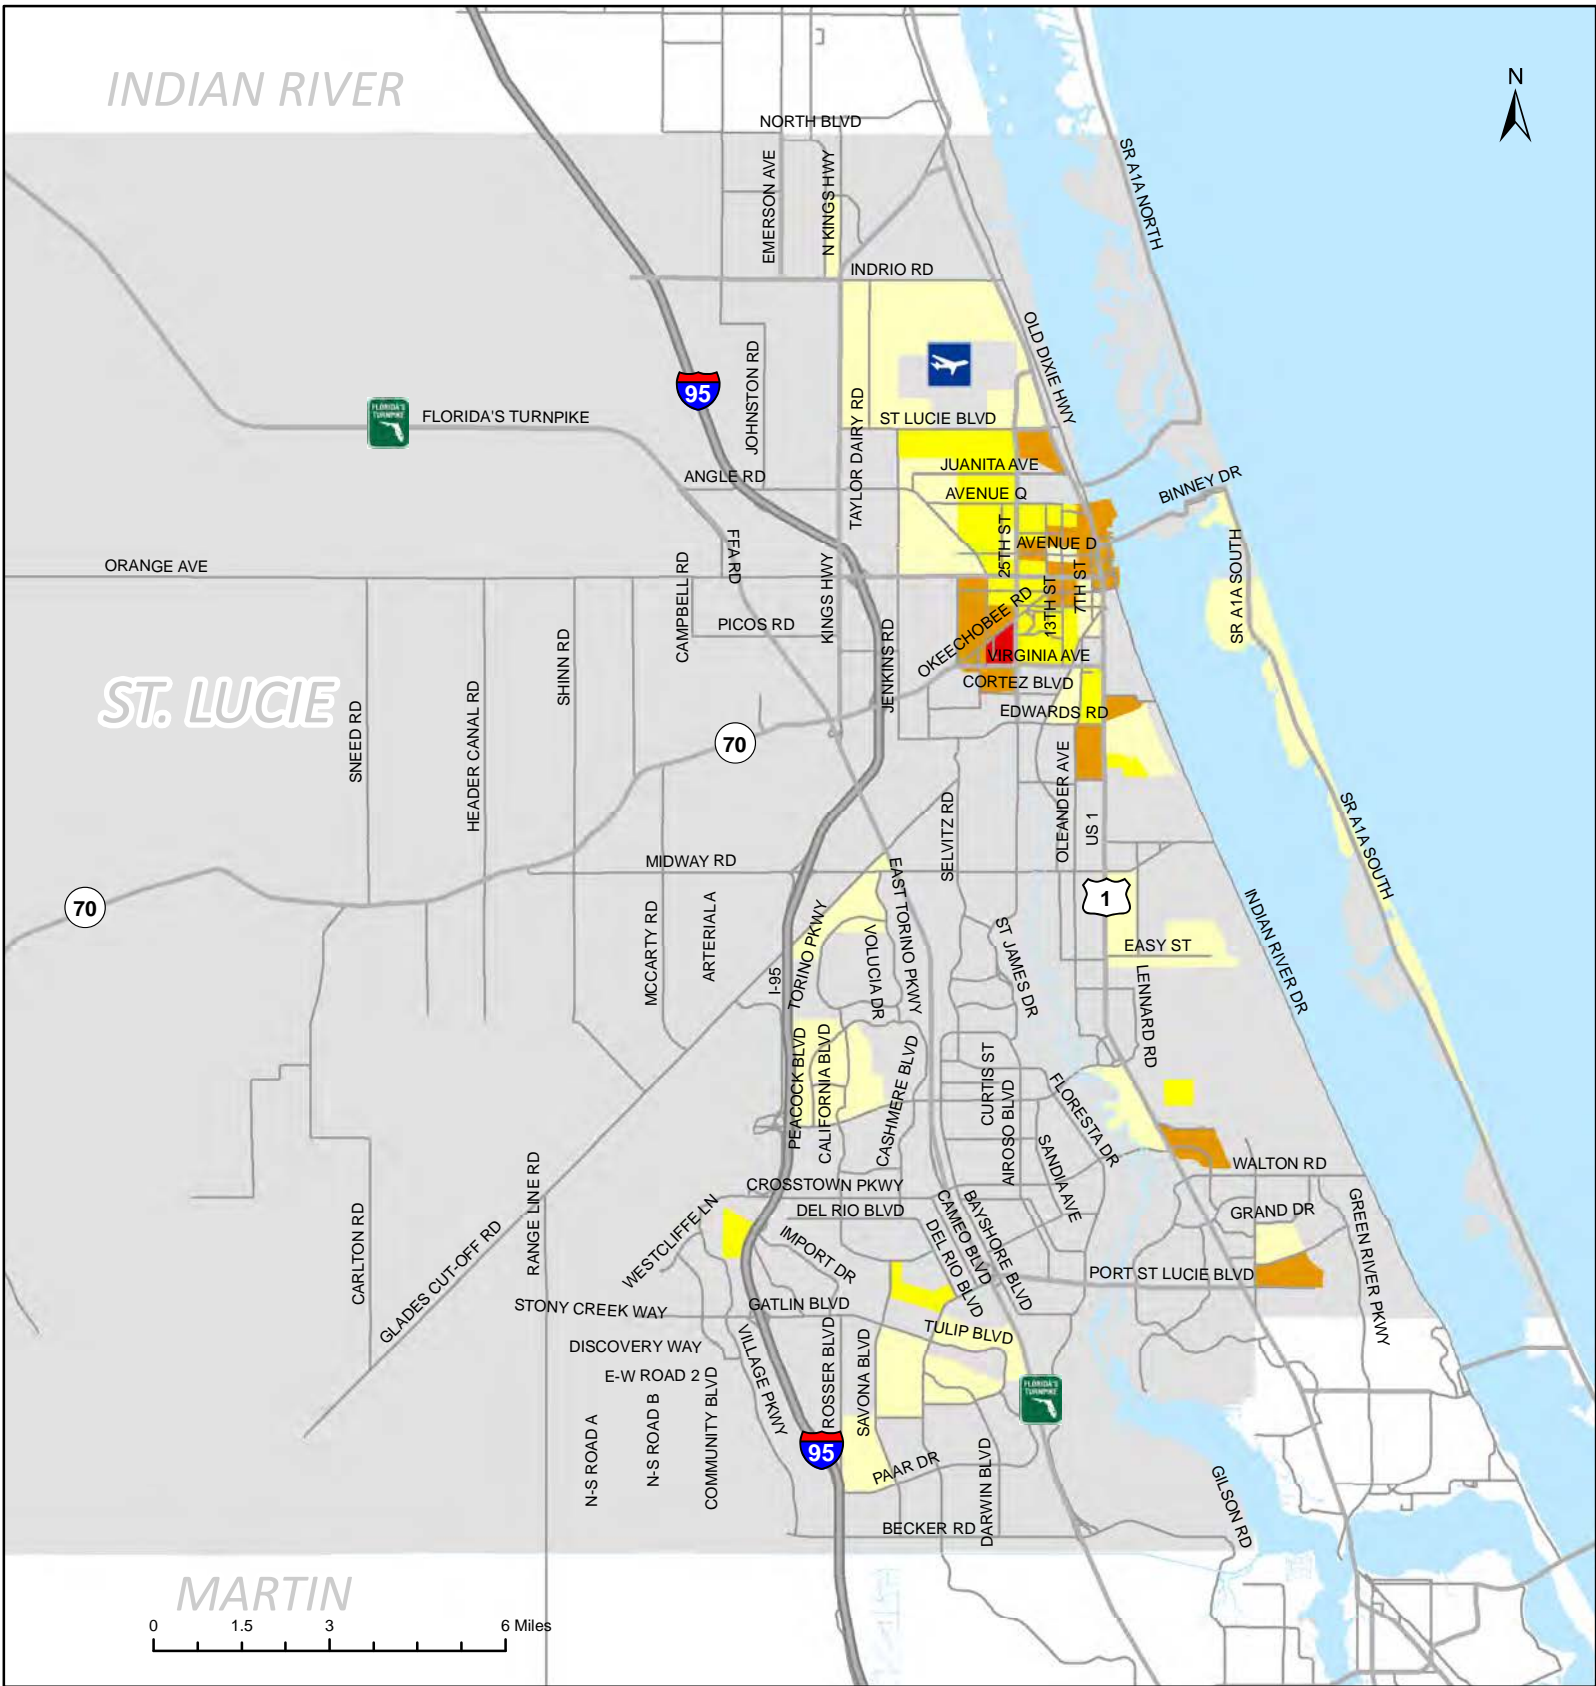 INDIAN RIVER
N
NORTH BLVD
SR A1A NORTH
EMERSON AVE
N KINGS HWY
INDRIO RD
OLD DIXIE HWY
JOHNSTON RD
95
FLORIDA'S TURNPIKE
FLORIDA'S TURNPIKE
TAYLOR DAIRY RD
ST LUCIE BLVD
JUANITA AVE
ANGLE RD
BINNEY DR
AVENUE Q
25TH ST
AVENUE D
FFA RD
SR A1A SOUTH
ORANGE AVE
CAMPBELL RD
KINGS HWY
7TH ST
13TH ST
OKEECHOBEE RD
PICOS RD
SHINN RD
JENKINS RD
VIRGINIA AVE
CORTEZ BLVD
ST. LUCIE
SNEED RD
HEADER CANAL RD
EDWARDS RD
70
OLEANDER AVE
US 1
SELVITZ RD
SR A1A SOUTH
MIDWAY RD
EAST TORINO PKWY
1
70
INDIAN RIVER DR
MCCARTY RD
ARTERIAL A
TORINO PKWY
I-95
VOLUCIA DR
ST JAMES DR
EASY ST
LENNARD RD
PEACOCK BLVD
CALIFORNIA BLVD
CASHMERE BLVD
CURTIS ST
AIROSO BLVD
FLORESTA DR
SANDIA AVE
WALTON RD
RANGE LINE RD
CROSSTOWN PKWY
DEL RIO BLVD
CAMEO BLVD
BAYSHORE BLVD
DEL RIO BLVD
GRAND DR
GREEN RIVER PKWY
CARLTON RD
GLADES CUT-OFF RD
WESTCLIFFE LN
IMPORT DR
PORT ST LUCIE BLVD
STONY CREEK WAY
GATLIN BLVD
TULIP BLVD
DISCOVERY WAY
VILLAGE PKWY
ROSSER BLVD
SAVONA BLVD
E-W ROAD 2
FLORIDA'S TURNPIKE
N-S ROAD A
N-S ROAD B
COMMUNITY BLVD
95
PAAR DR
DARWIN BLVD
GILSON RD
BECKER RD
MARTIN
0 1.5 3 6 Miles